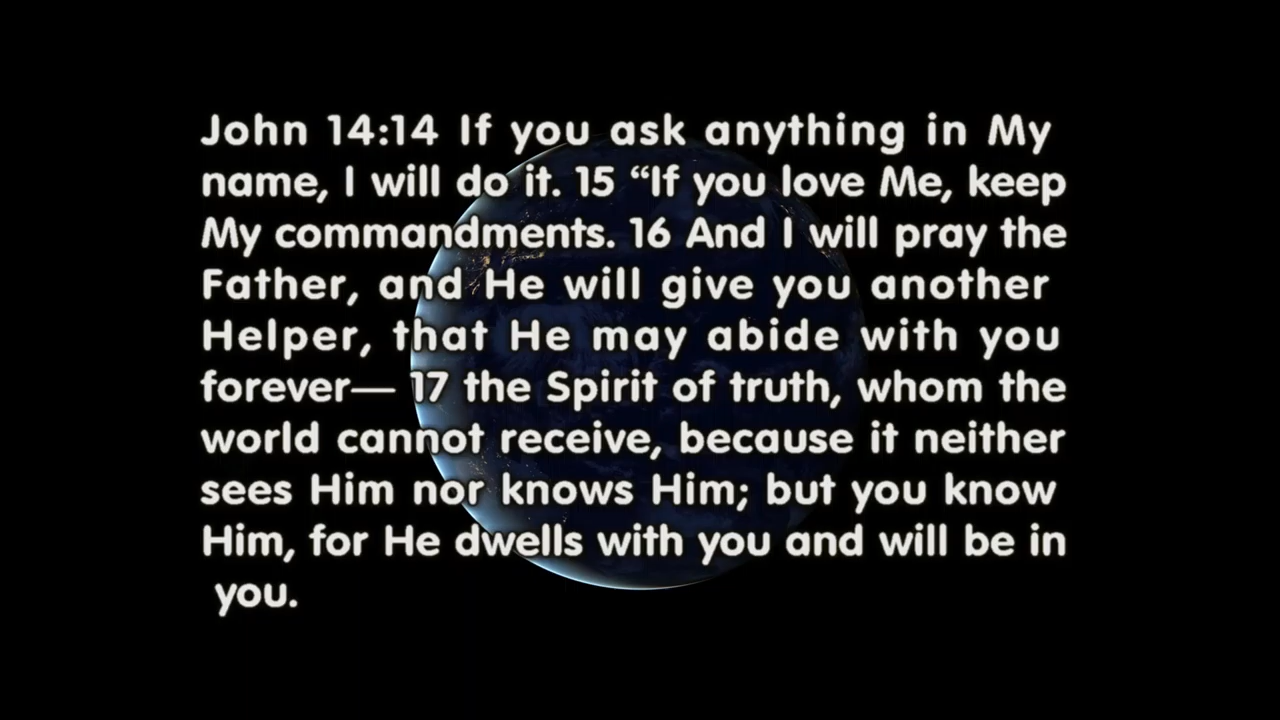 John 14:14 If you ask anything in My
name, I will do it. 15 “If you love Me, keep
My commandments. 16 And I will pray the
Father, and He will give you another
Helper, that He may abide with you
forever— 17 the Spirit of truth, whom the
world cannot receive, because it neither
sees Him nor knows Him; but you know
Him, for He dwells with you and will be in
you.